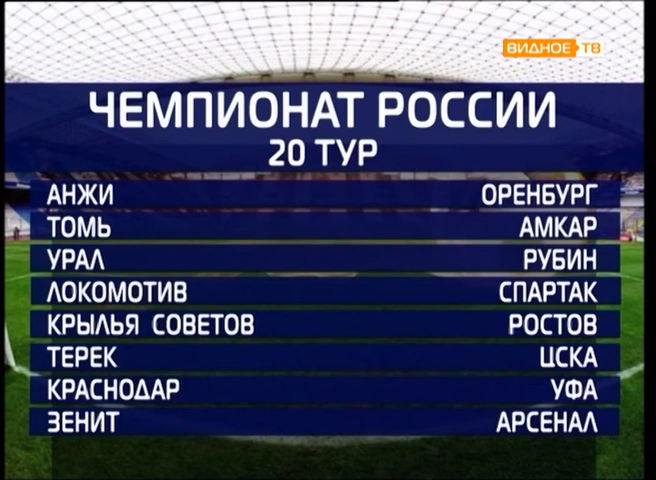 ВИДНОЕ ТВ
ЧЕМПИОНАТ РОССИИ
20 ТУР
АНЖИ ОРЕНБУРГ
ТОМЬ АМКАР
УРАЛ РУБИН
ЛОКОМОТИВ СПАРТАК
КРЫЛЬЯ СОВЕТОВ РОСТОВ
ТЕРЕК ЦСКА
КРАСНОДАР УФА
ЗЕНИТ АРСЕНАЛ